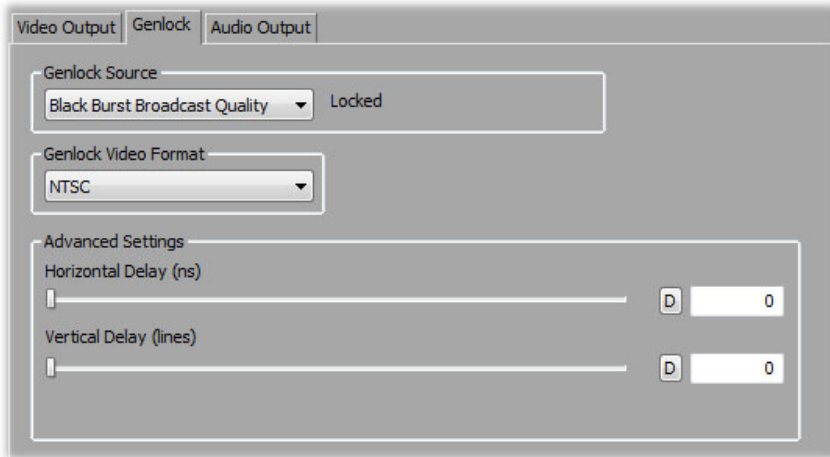 Video Output Genlock Audio Output
Genlock Source
Black Burst Broadcast Quality Locked
Genlock Video Format
NTSC
Advanced Settings
Horizontal Delay (ns)
D 0
Vertical Delay (lines)
D 0